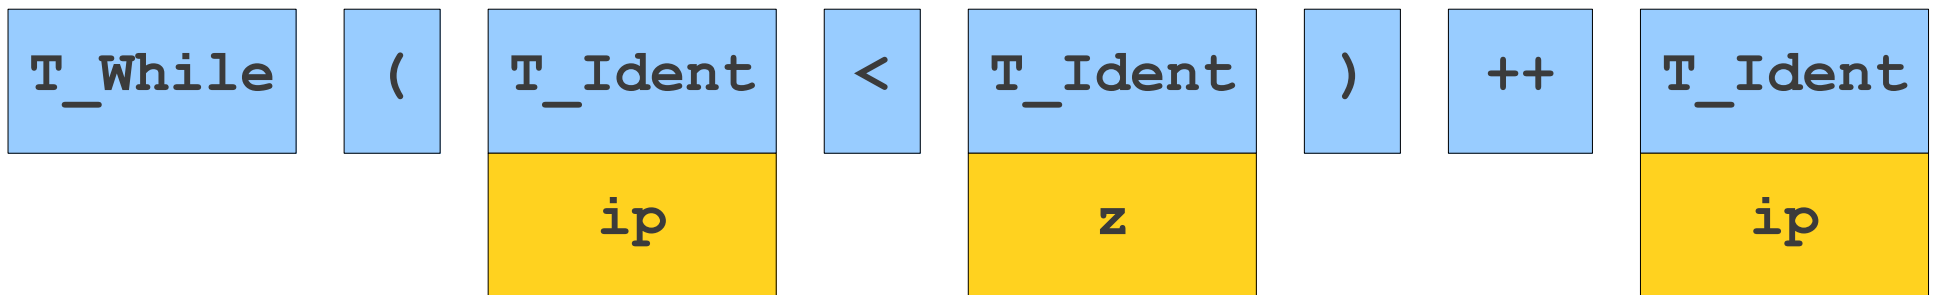 T_While ( T_Ident < T_Ident ) ++ T_Ident
ip z ip